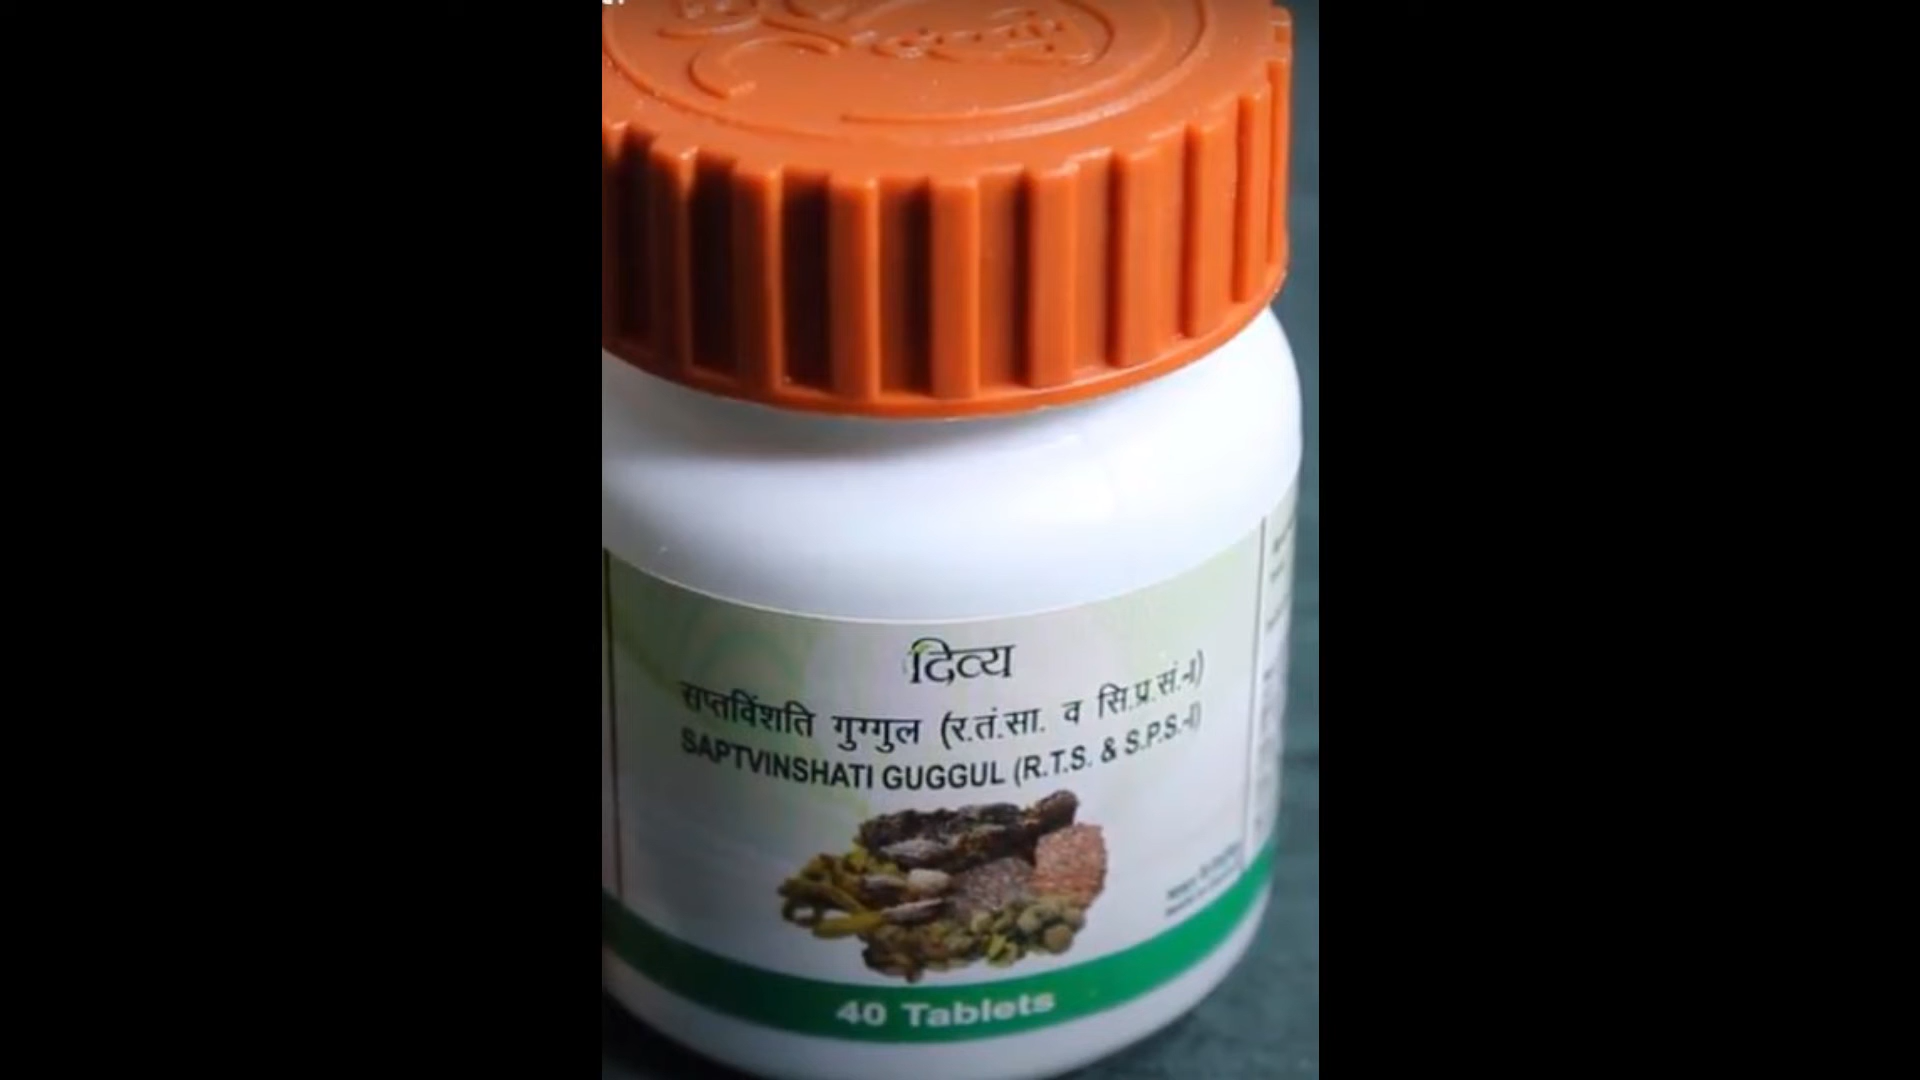 दिव्य
सप्तविंशति गुग्गुल (र.तं.सा. व सि.प्र.सं.-I)
SAPTVINSHATI GUGGUL (R.T.S. & S.P.S.-I)
40 Tablets